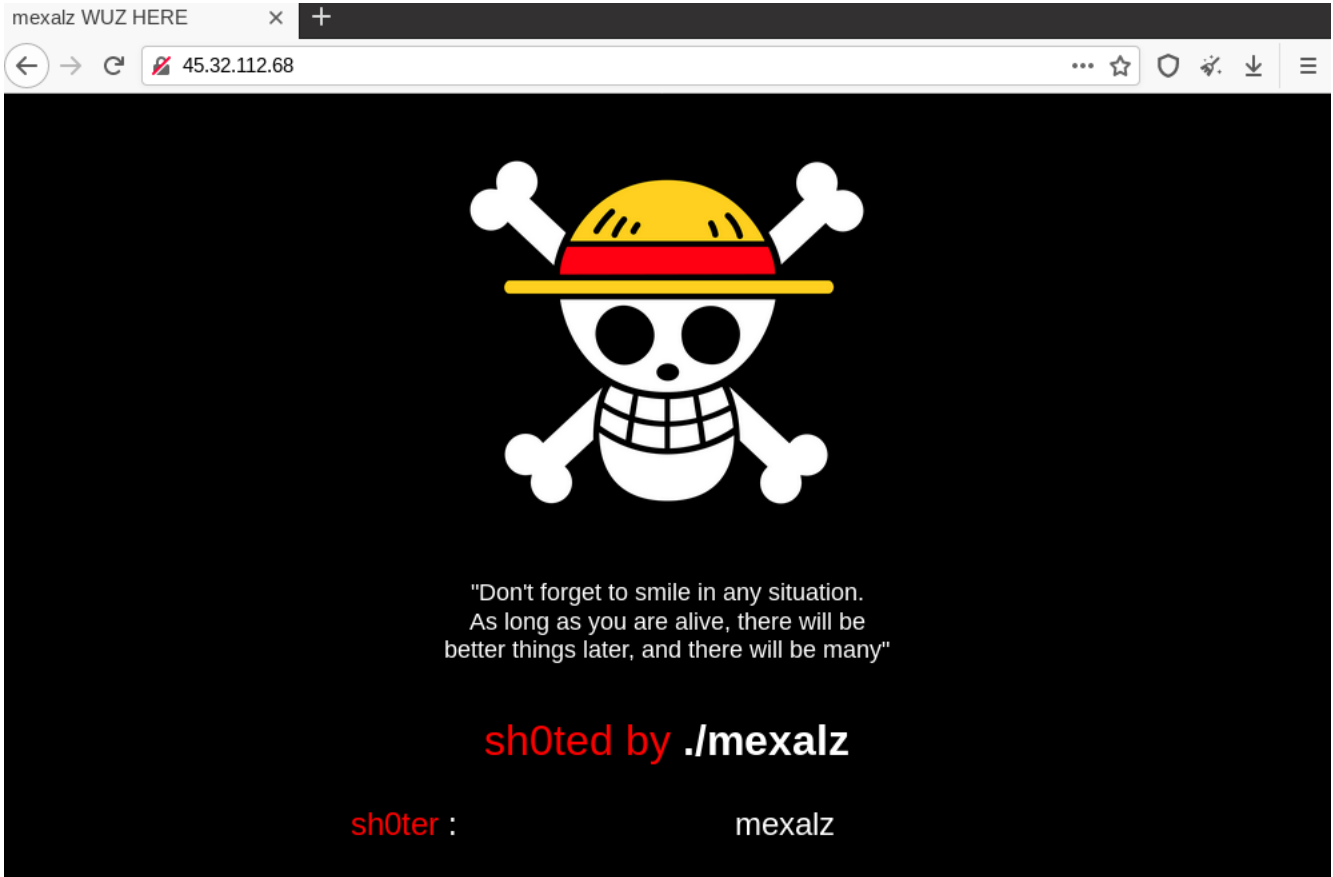 mexalz WUZ HERE
45.32.112.68
"Don't forget to smile in any situation.
As long as you are alive, there will be
better things later, and there will be many"
sh0ted by ./mexalz
sh0ter : mexalz